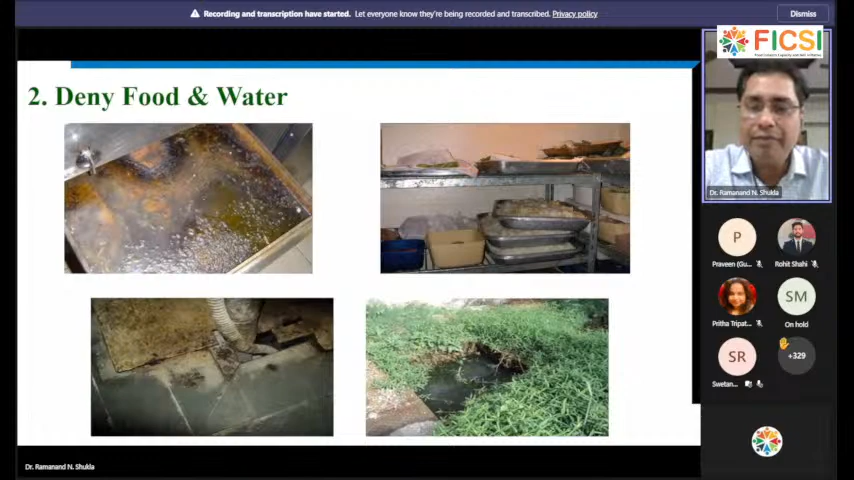 Recording and transcription have started. Let everyone know they're being recorded and transcribed. Privacy policy
Dismiss
FICSI
2. Deny Food & Water
Dr. Ramanand N. Shukla
P
Praveen (Gu...
Rohit Shahi
SM
Pritha Tripat...
On hold
SR
+329
Swetan...
Dr. Ramanand N. Shukla